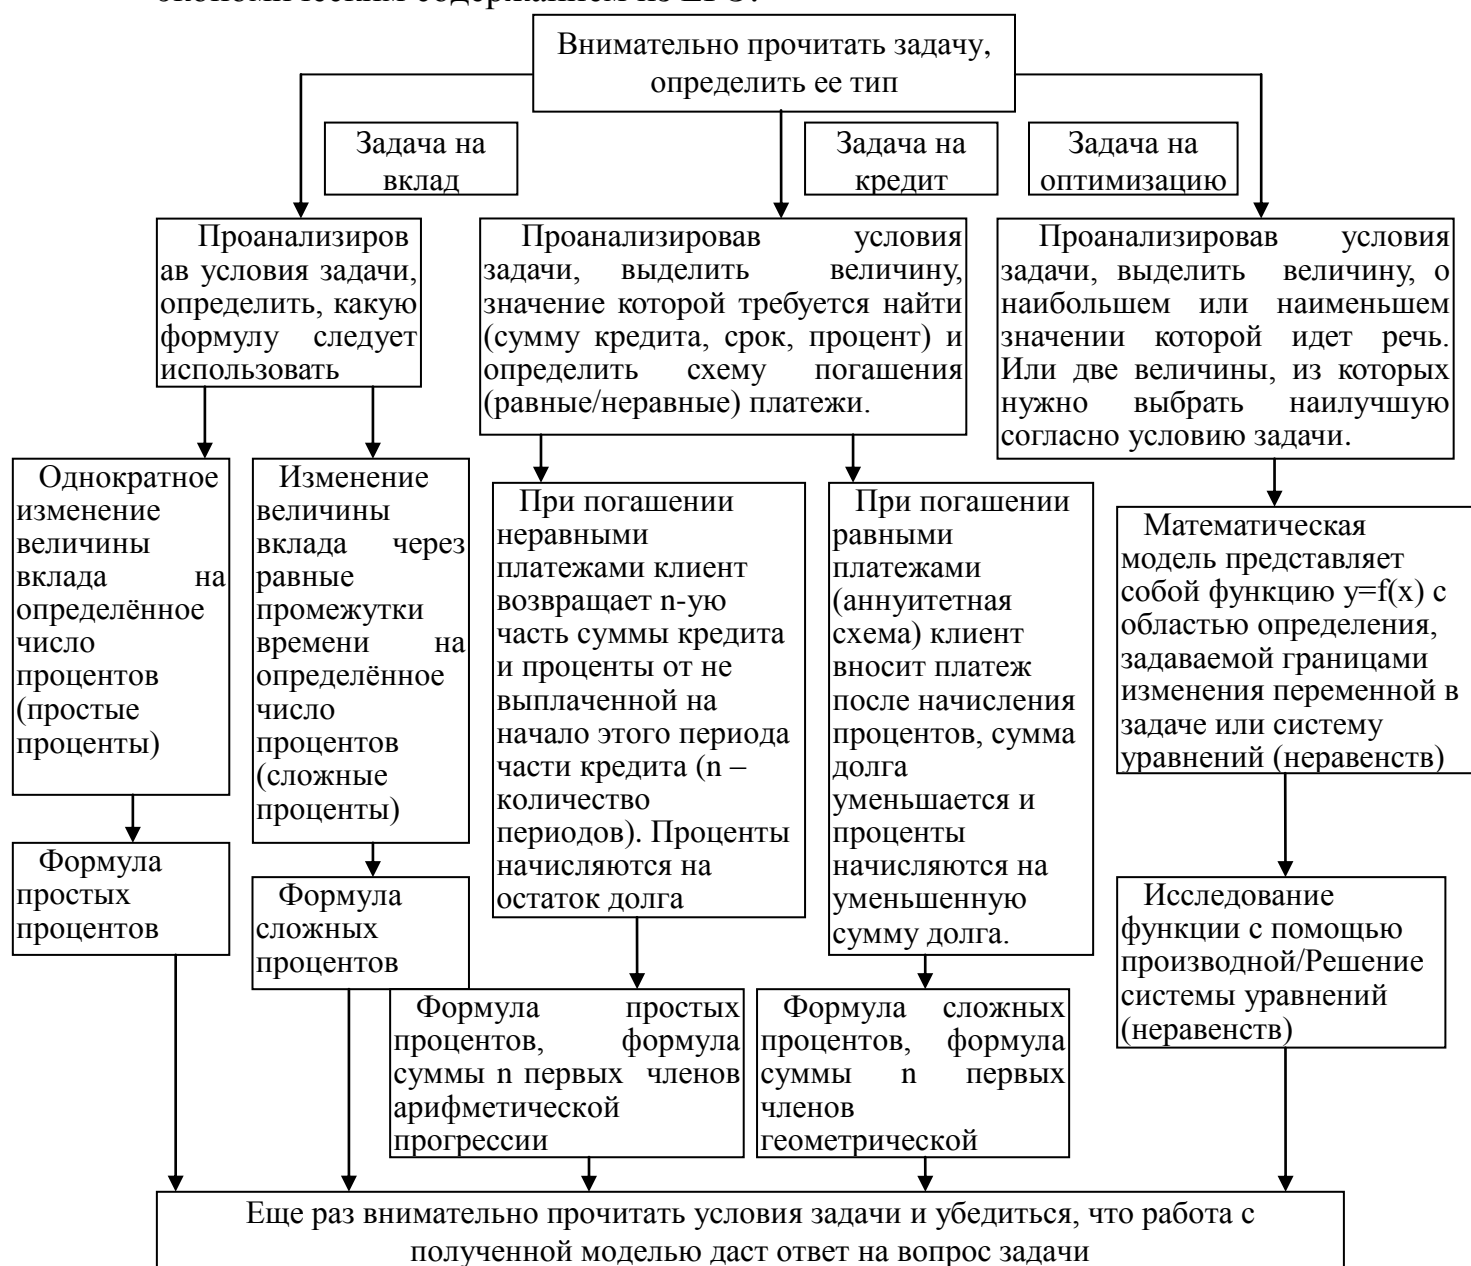 экономическим содержанием из ЕГЭ.
Внимательно прочитать задачу,
определить ее тип
Задача на
вклад
Задача на
кредит
Задача на
оптимизацию
Проанализиров
ав условия задачи,
определить, какую
формулу следует
использовать
Проанализировав условия
задачи, выделить величину,
значение которой требуется найти
(сумму кредита, срок, процент) и
определить схему погашения
(равные/неравные) платежи.
Проанализировав условия
задачи, выделить величину, о
наибольшем или наименьшем
значении которой идет речь.
Или две величины, из которых
нужно выбрать наилучшую
согласно условию задачи.
Однократное
изменение
величины
вклада на
определённое
число
процентов
(простые
проценты)
Изменение
величины
вклада через
равные
промежутки
времени на
определённое
число
процентов
(сложные
проценты)
При погашении
неравными
платежами клиент
возвращает n-ую
часть суммы кредита
и проценты от не
выплаченной на
начало этого периода
части кредита (n –
количество
периодов). Проценты
начисляются на
остаток долга
При погашении
равными
платежами
(аннуитетная
схема) клиент
вносит платеж
после начисления
процентов, сумма
долга
уменьшается и
проценты
начисляются на
уменьшенную
сумму долга.
Математическая
модель представляет
собой функцию y=f(x) с
областью определения,
задаваемой границами
изменения переменной в
задаче или систему
уравнений (неравенств)
Формула
простых
процентов
Формула
сложных
процентов
Формула простых
процентов, формула
суммы n первых членов
арифметической
прогрессии
Формула сложных
процентов, формула
суммы n первых
членов
геометрической
Исследование
функции с помощью
производной/Решение
системы уравнений
(неравенств)
Еще раз внимательно прочитать условия задачи и убедиться, что работа с
полученной моделью даст ответ на вопрос задачи